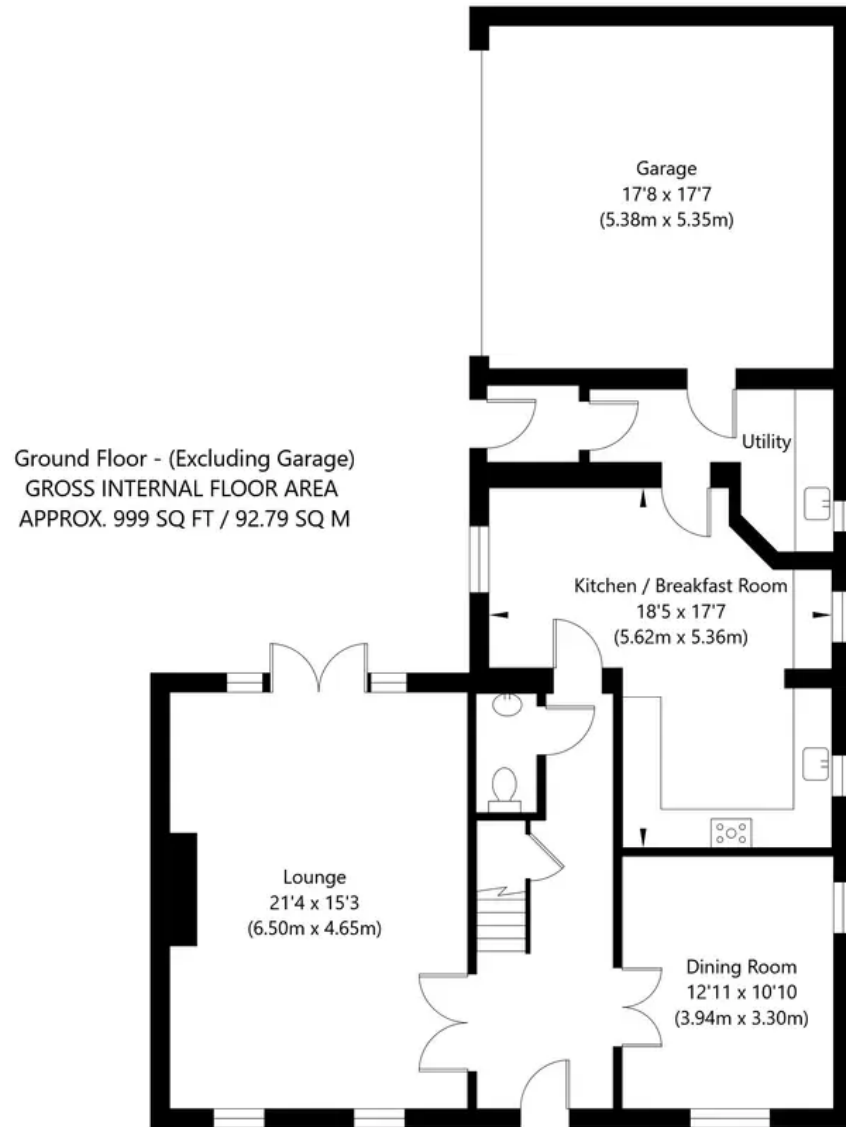 Garage
17'8 x 17'7
(5.38m x 5.35m)
Utility
Ground Floor - (Excluding Garage)
GROSS INTERNAL FLOOR AREA
APPROX. 999 SQ FT / 92.79 SQ M
Kitchen / Breakfast Room
18'5 x 17'7
(5.62m x 5.36m)
Lounge
21'4 x 15'3
(6.50m x 4.65m)
Dining Room
12'11 x 10'10
(3.94m x 3.30m)